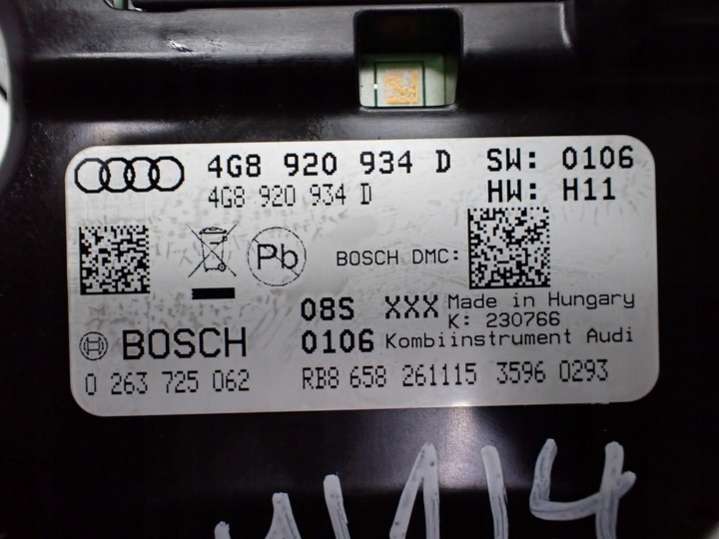 4G8 920 934 D SW: 0106
4G8 920 934 D HW: H11
Pb BOSCH DMC:
08S XXX Made in Hungary
K: 230766
BOSCH 0106 Kombiinstrument Audi
0 263 725 062 RB8 658 261115 3596 0293